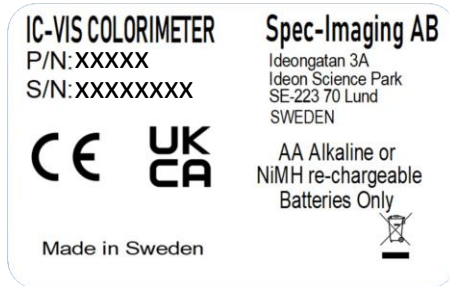 IC-VIS COLORIMETER
P/N: XXXXX
S/N: XXXXXXXX
CE
UK
CA
Made in Sweden
Spec-Imaging AB
Ideongatan 3A
Ideon Science Park
SE-223 70 Lund
SWEDEN
AA Alkaline or
NiMH re-chargeable
Batteries Only